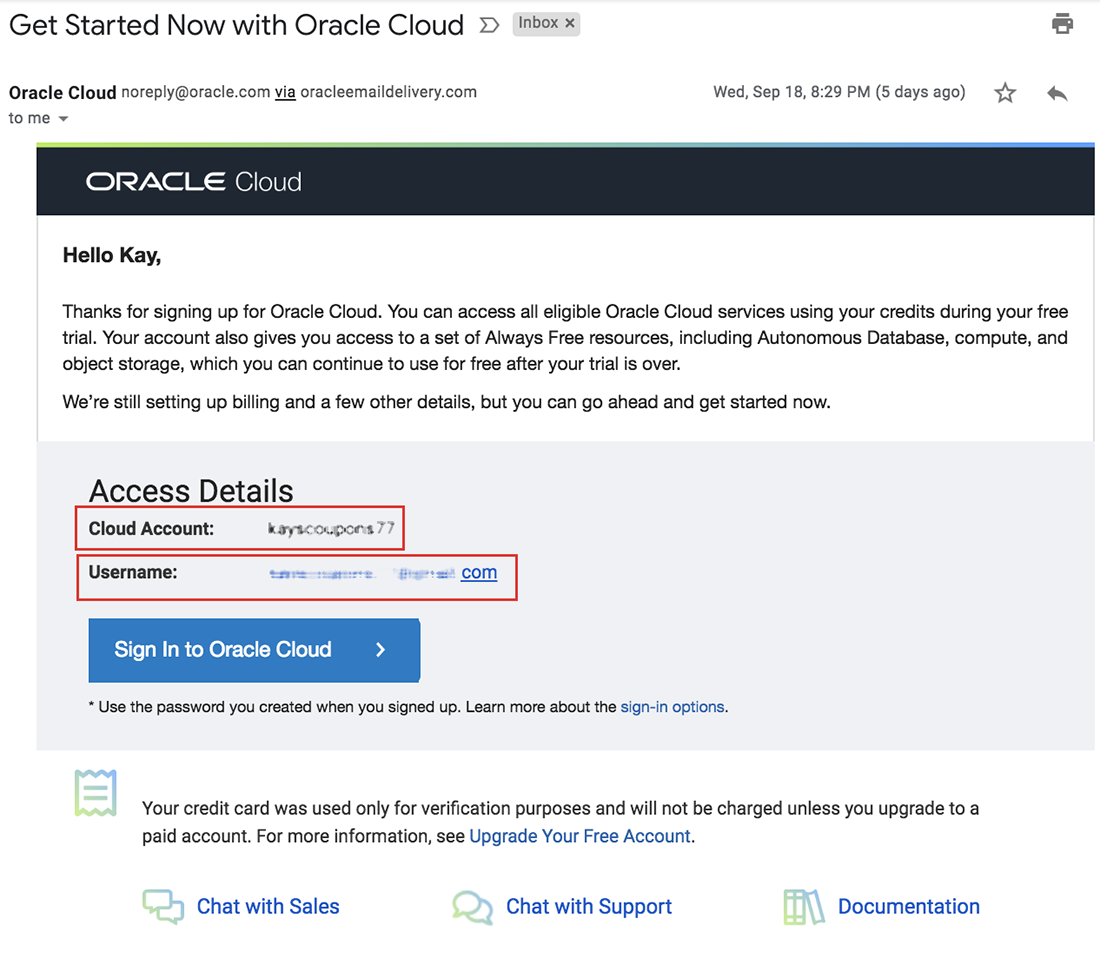 Get Started Now with Oracle Cloud Inbox ×
Oracle Cloud noreply@oracle.com via oracleemaildelivery.com Wed, Sep 18, 8:29 PM (5 days ago)
to me
ORACLE Cloud
Hello Kay,
Thanks for signing up for Oracle Cloud. You can access all eligible Oracle Cloud services using your credits during your free
trial. Your account also gives you access to a set of Always Free resources, including Autonomous Database, compute, and
object storage, which you can continue to use for free after your trial is over.
We’re still setting up billing and a few other details, but you can go ahead and get started now.
Access Details
Cloud Account: kayscoupons77
Username: com
Sign In to Oracle Cloud
* Use the password you created when you signed up. Learn more about the sign-in options.
Your credit card was used only for verification purposes and will not be charged unless you upgrade to a
paid account. For more information, see Upgrade Your Free Account.
Chat with Sales Chat with Support Documentation